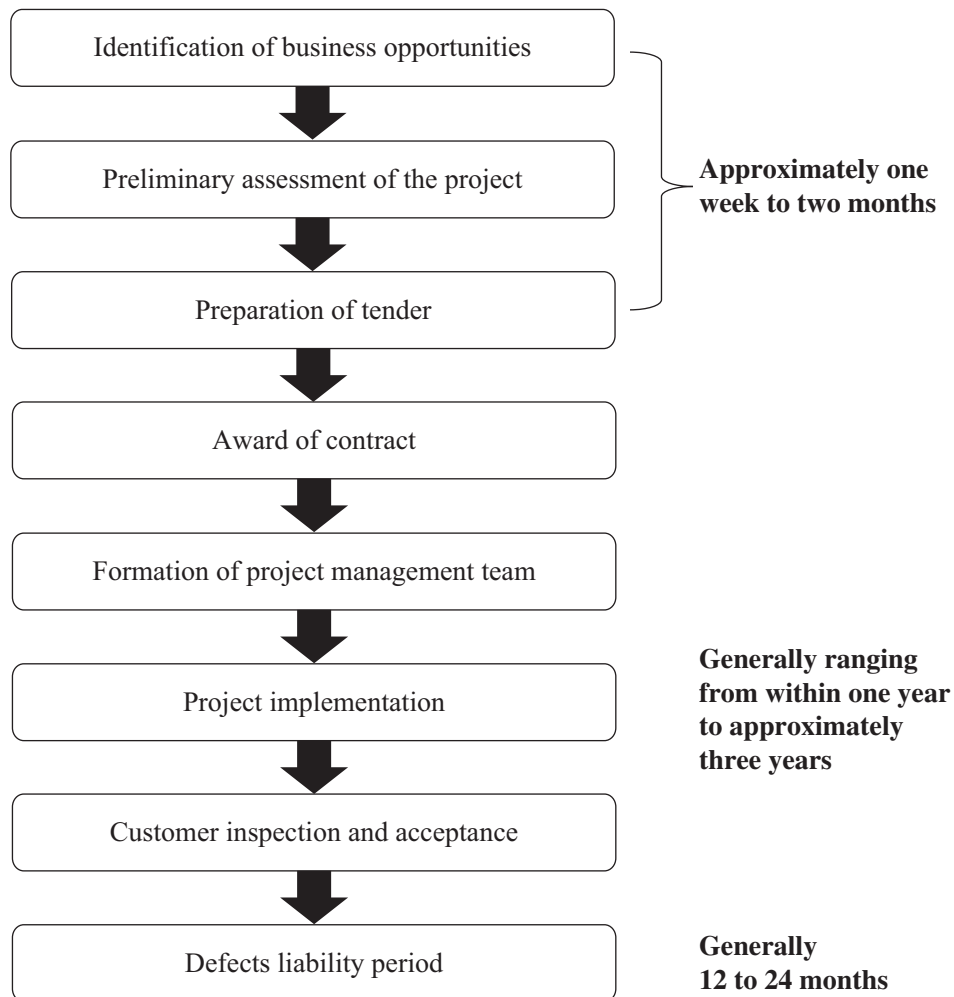 Identification of business opportunities
Preliminary assessment of the project
Approximately one
week to two months
Preparation of tender
Award of contract
Formation of project management team
Project implementation
Generally ranging
from within one year
to approximately
three years
Customer inspection and acceptance
Defects liability period
Generally
12 to 24 months